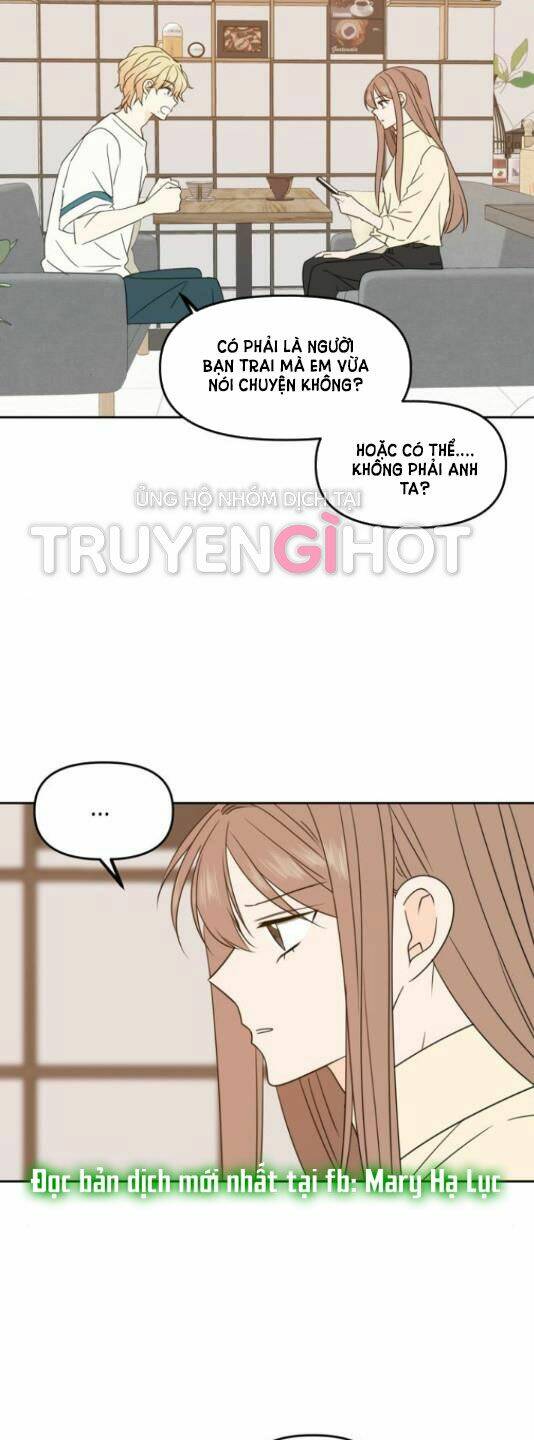 CÓ PHẢI LÀ NGƯỜI
BẠN TRAI MÀ EM VỪA
NÓI CHUYỆN KHÔNG?
HOẶC CÓ THỂ....
KHÔNG PHẢI ANH
TA?
ỦNG HỘ NHÓM DỊCH TẠI
TRUYENGIHOT
...
Đọc bản dịch mới nhất tại fb: Mary Hạ Lục